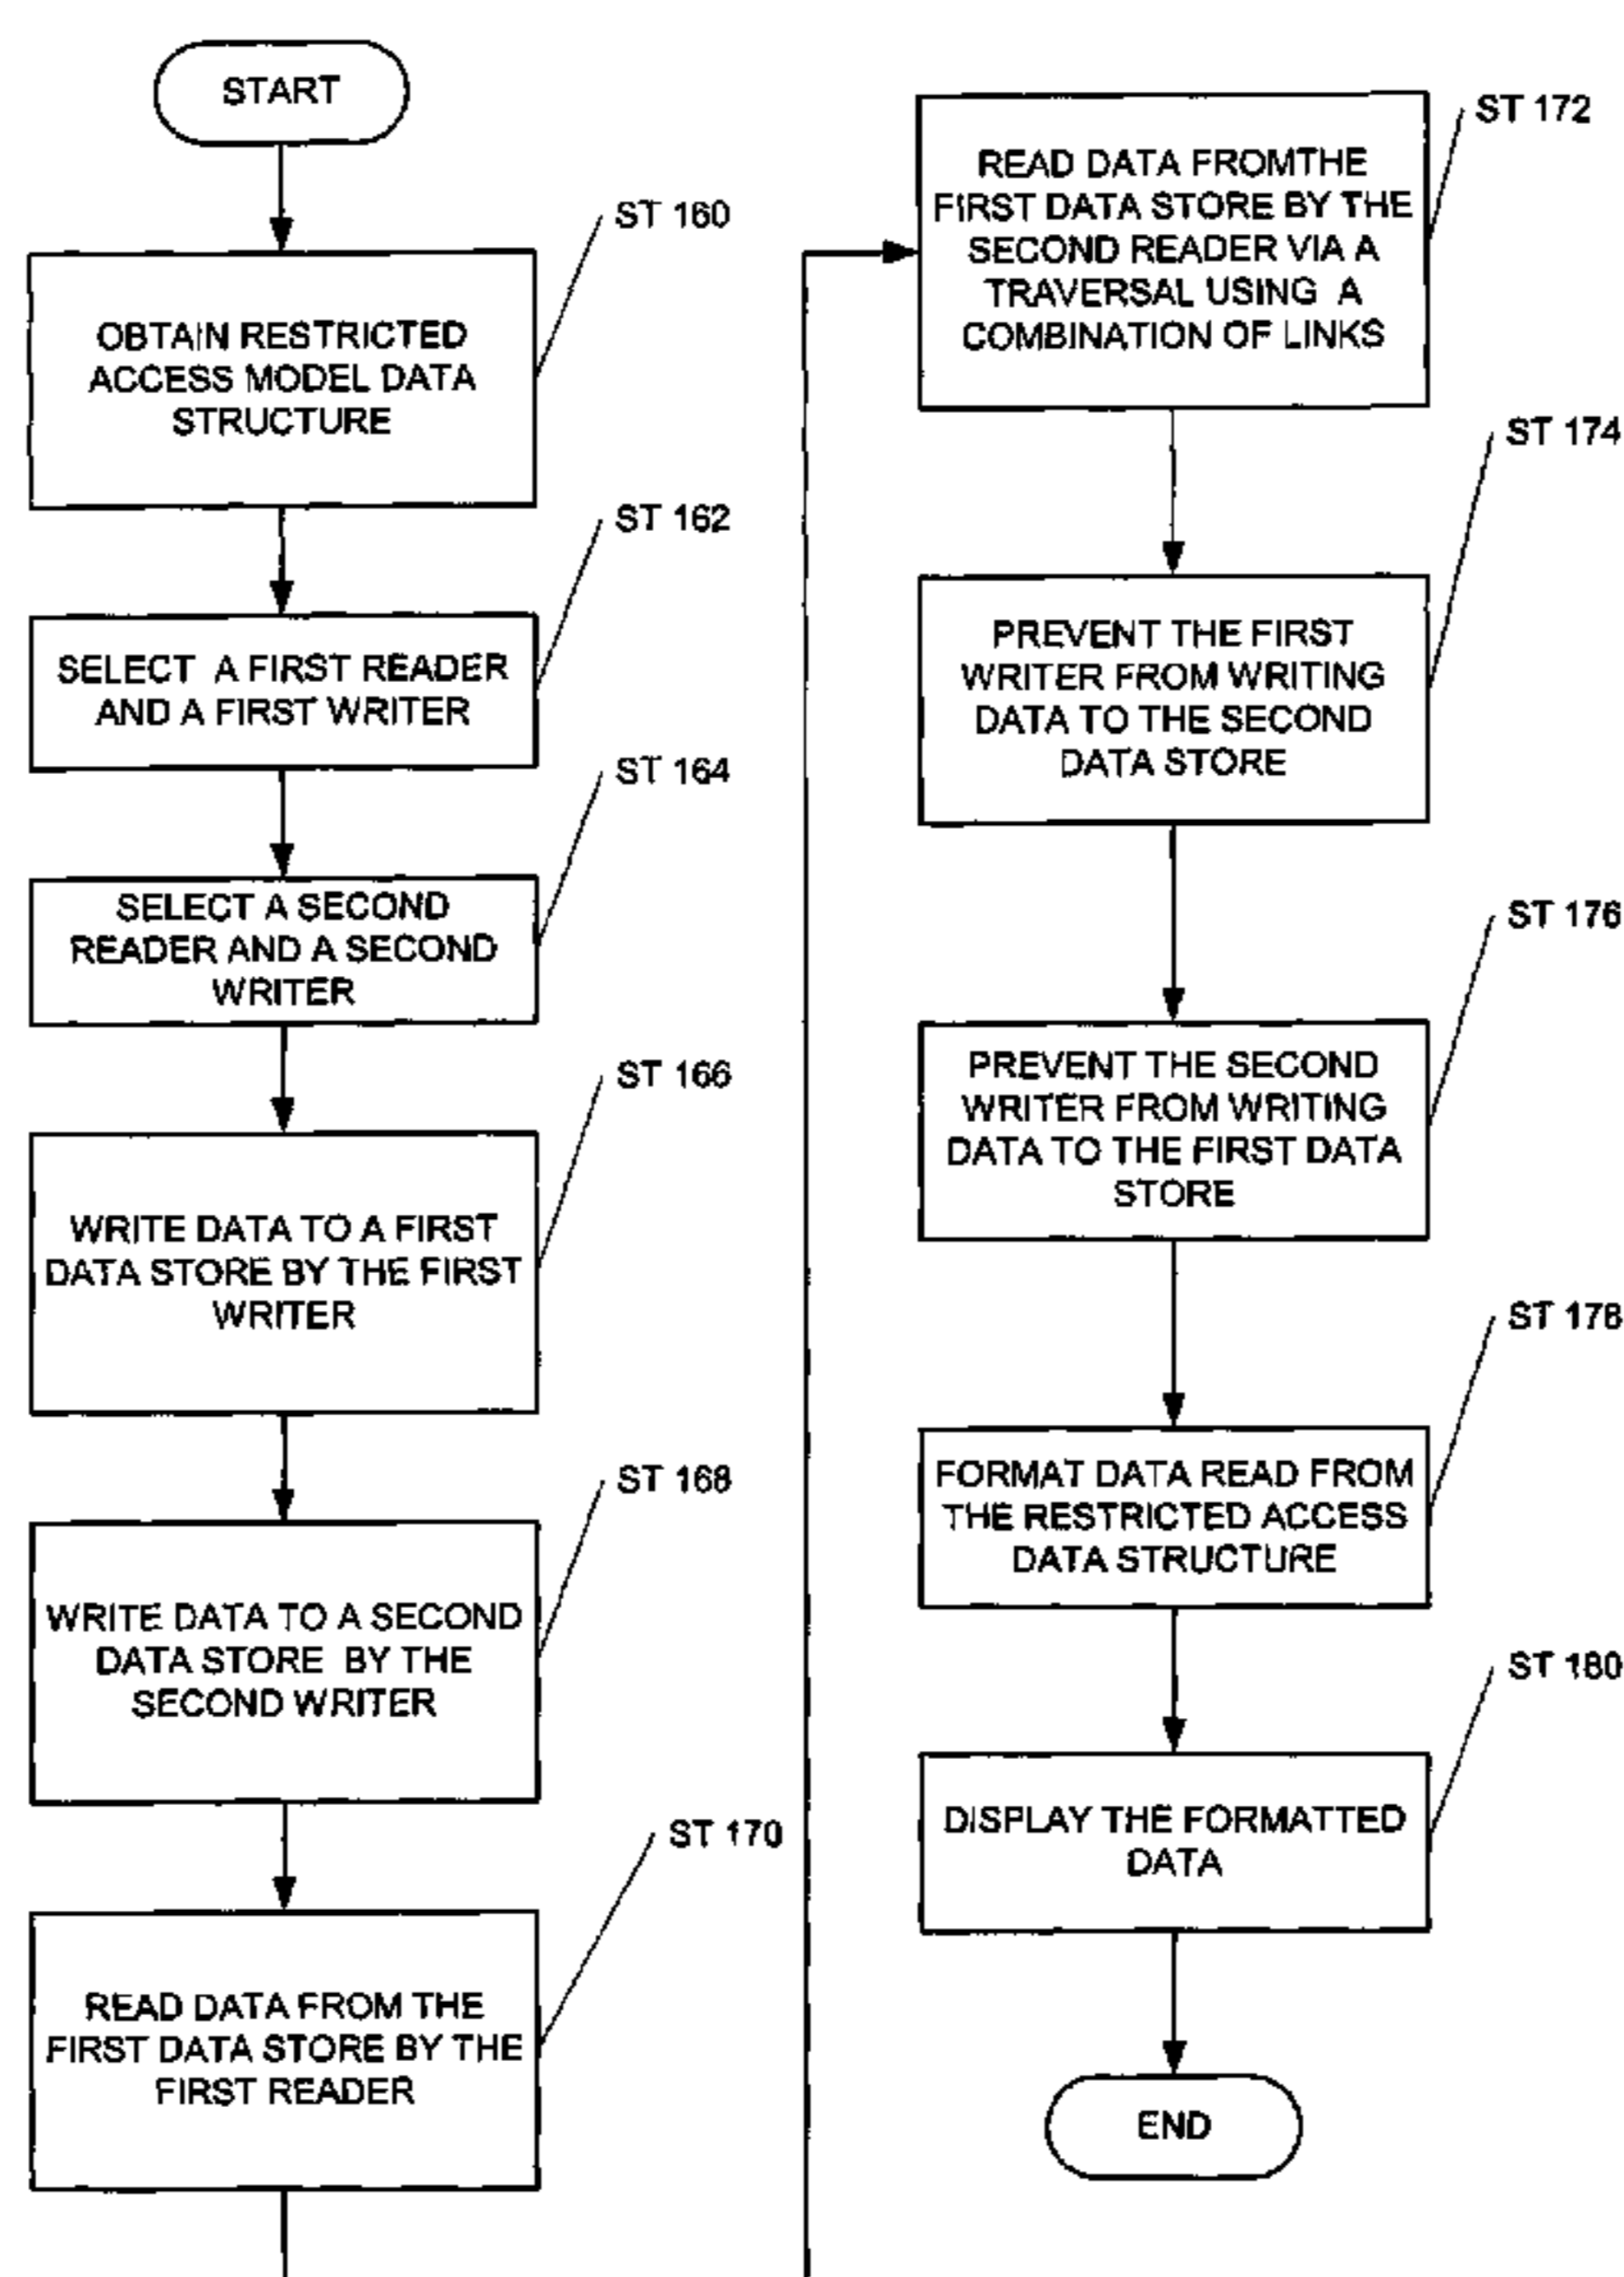 START
ST 160
OBTAIN RESTRICTED
ACCESS MODEL DATA
STRUCTURE
ST 162
SELECT A FIRST READER
AND A FIRST WRITER
ST 164
SELECT A SECOND
READER AND A SECOND
WRITER
ST 166
WRITE DATA TO A FIRST
DATA STORE BY THE FIRST
WRITER
ST 168
WRITE DATA TO A SECOND
DATA STORE BY THE
SECOND WRITER
ST 170
READ DATA FROM THE
FIRST DATA STORE BY THE
FIRST READER
ST 172
READ DATA FROMTHE
FIRST DATA STORE BY THE
SECOND READER VIA A
TRAVERSAL USING A
COMBINATION OF LINKS
ST 174
PREVENT THE FIRST
WRITER FROM WRITING
DATA TO THE SECOND
DATA STORE
ST 176
PREVENT THE SECOND
WRITER FROM WRITING
DATA TO THE FIRST DATA
STORE
ST 178
FORMAT DATA READ FROM
THE RESTRICTED ACCESS
DATA STRUCTURE
ST 180
DISPLAY THE FORMATTED
DATA
END